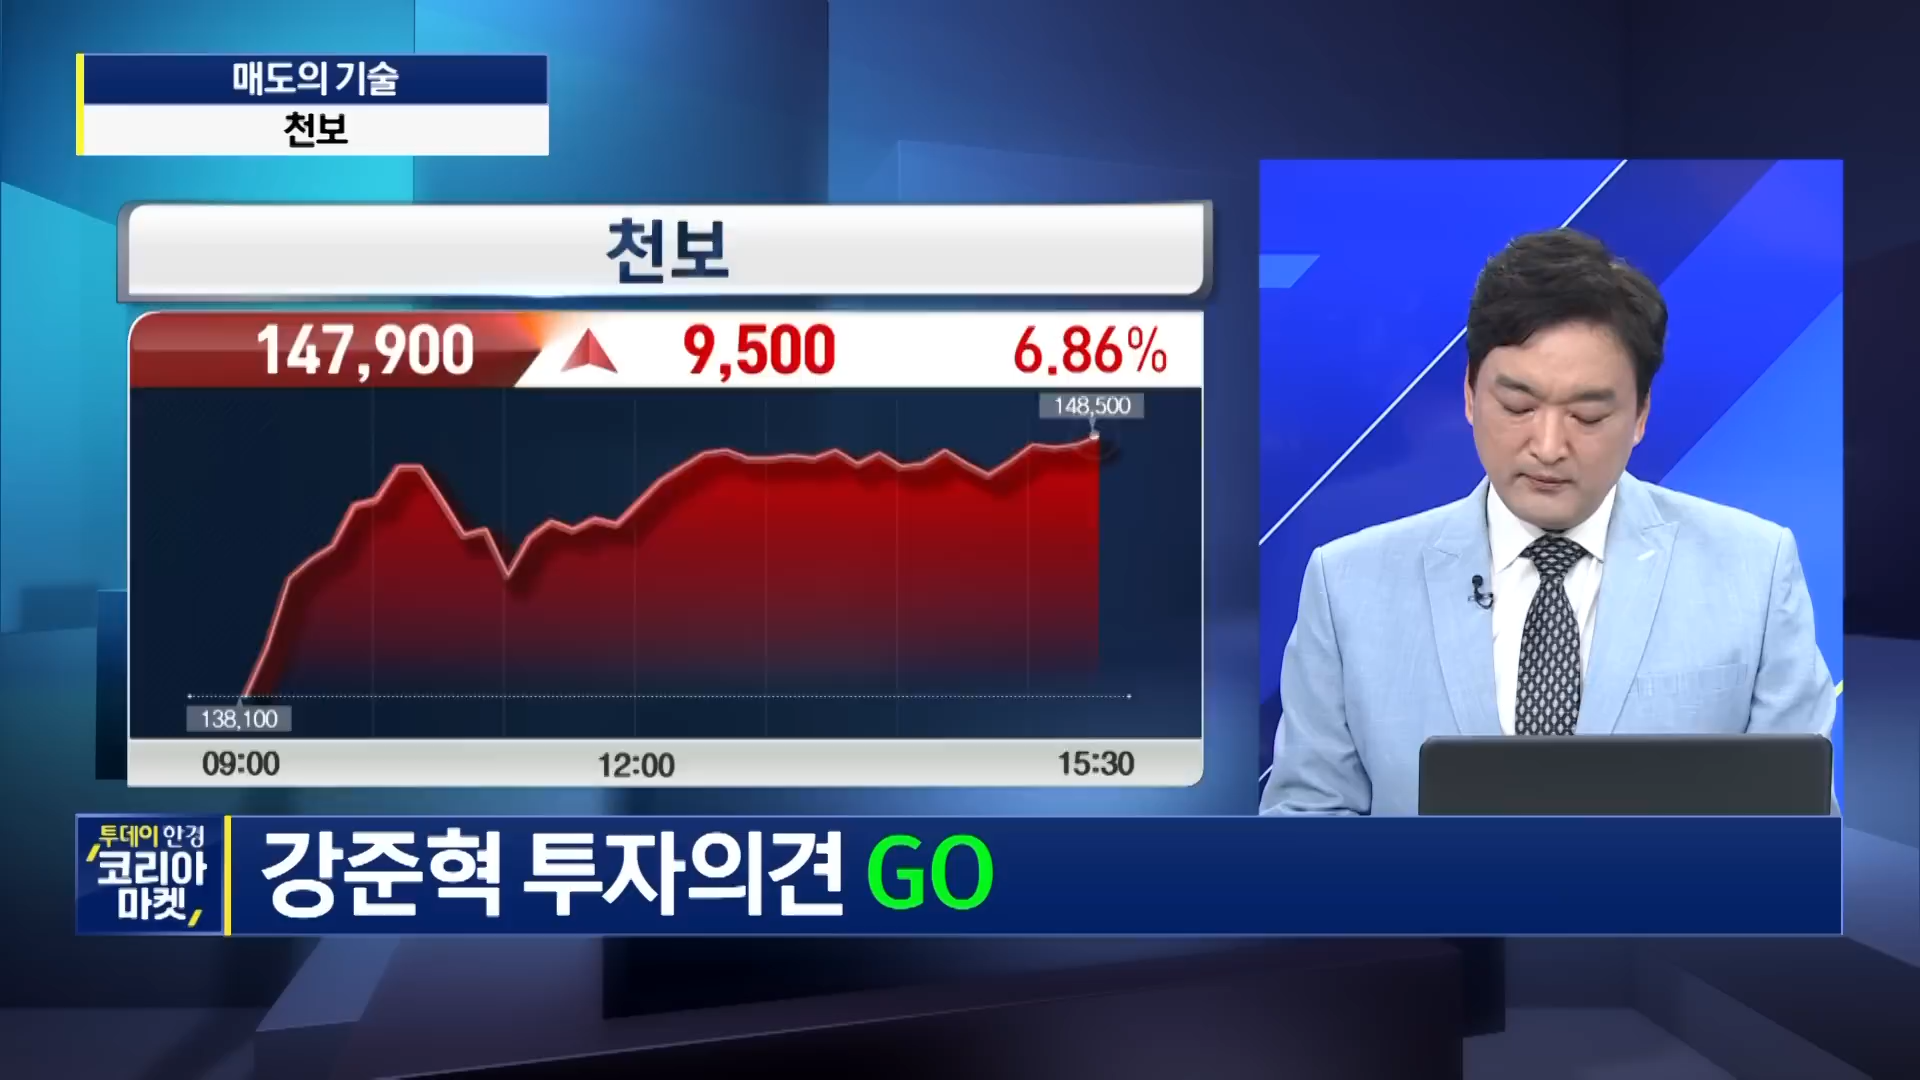 매도의 기술
천보
천보
147,900 ▲ 9,500 6.86%
148,500
138,100
09:00 12:00 15:30
투데이 한경
코리아
마켓
강준혁 투자의견 GO